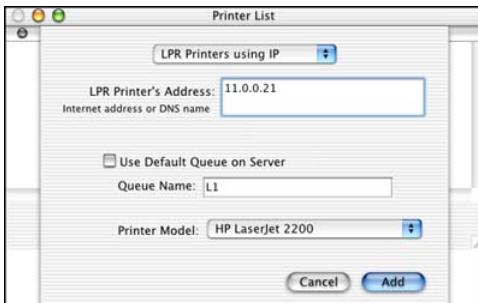 Printer List
LPR Printers using IP
LPR Printer's Address: 11.0.0.21
Internet address or DNS name
Use Default Queue on Server
Queue Name: L1
Printer Model: HP LaserJet 2200
Cancel Add